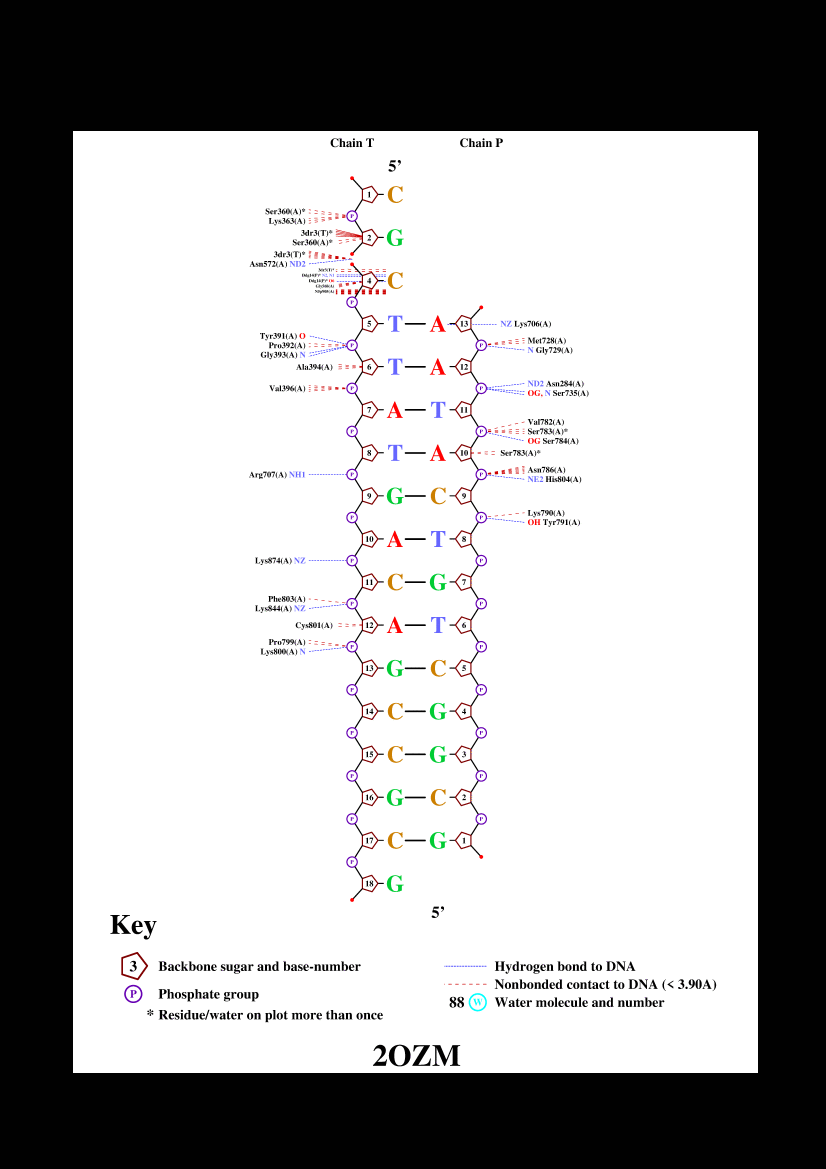 Chain T Chain P
5’
1 C
Ser360(A)*
P
Lys363(A)
3dr3(T)*
2 G
Ser360(A)*
3dr3(T)*
Asn572(A) ND2
4 C
P
5 T A 13 NZ Lys706(A)
Tyr391(A) O
Pro392(A) P P Met728(A)
Gly393(A) N N Gly729(A)
Ala394(A) 6 T A 12
ND2 Asn284(A)
Val396(A) P P OG, N Ser735(A)
7 A T 11
Val782(A)
P P Ser783(A)*
OG Ser784(A)
8 T A 10 Ser783(A)*
Asn786(A)
Arg707(A) NH1 P P NE2 His804(A)
9 G C 9
Lys790(A)
P P OH Tyr791(A)
10 A T 8
Lys874(A) NZ P P
11 C G 7
Phe803(A)
P P
Lys844(A) NZ
Cys801(A) 12 A T 6
Pro799(A)
P P
Lys800(A) N
13 G C 5
P P
14 C G 4
P P
15 C G 3
P P
16 G C 2
P P
17 C G 1
P
18 G
5’
Key
3 Backbone sugar and base-number
Hydrogen bond to DNA
Nonbonded contact to DNA (< 3.90A)
P Phosphate group
88 W Water molecule and number
* Residue/water on plot more than once
2OZM